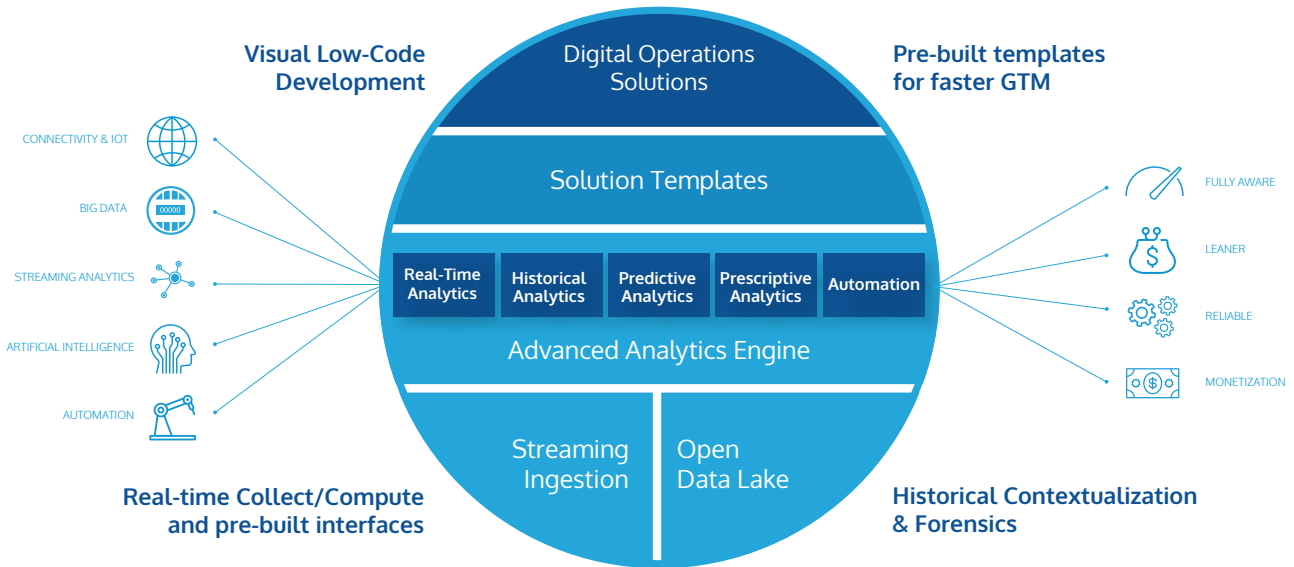 Visual Low-Code
Development
Digital Operations
Solutions
Pre-built templates
for faster GTM
CONNECTIVITY & IOT
BIG DATA
00000
STREAMING ANALYTICS
ARTIFICIAL INTELLIGENCE
AUTOMATION
Solution Templates
Real-Time
Analytics
Historical
Analytics
Predictive
Analytics
Prescriptive
Analytics
Automation
Advanced Analytics Engine
Streaming
Ingestion
Open
Data Lake
FULLY AWARE
$
LEANER
RELIABLE
$
MONETIZATION
Real-time Collect/Compute
and pre-built interfaces
Historical Contextualization
& Forensics